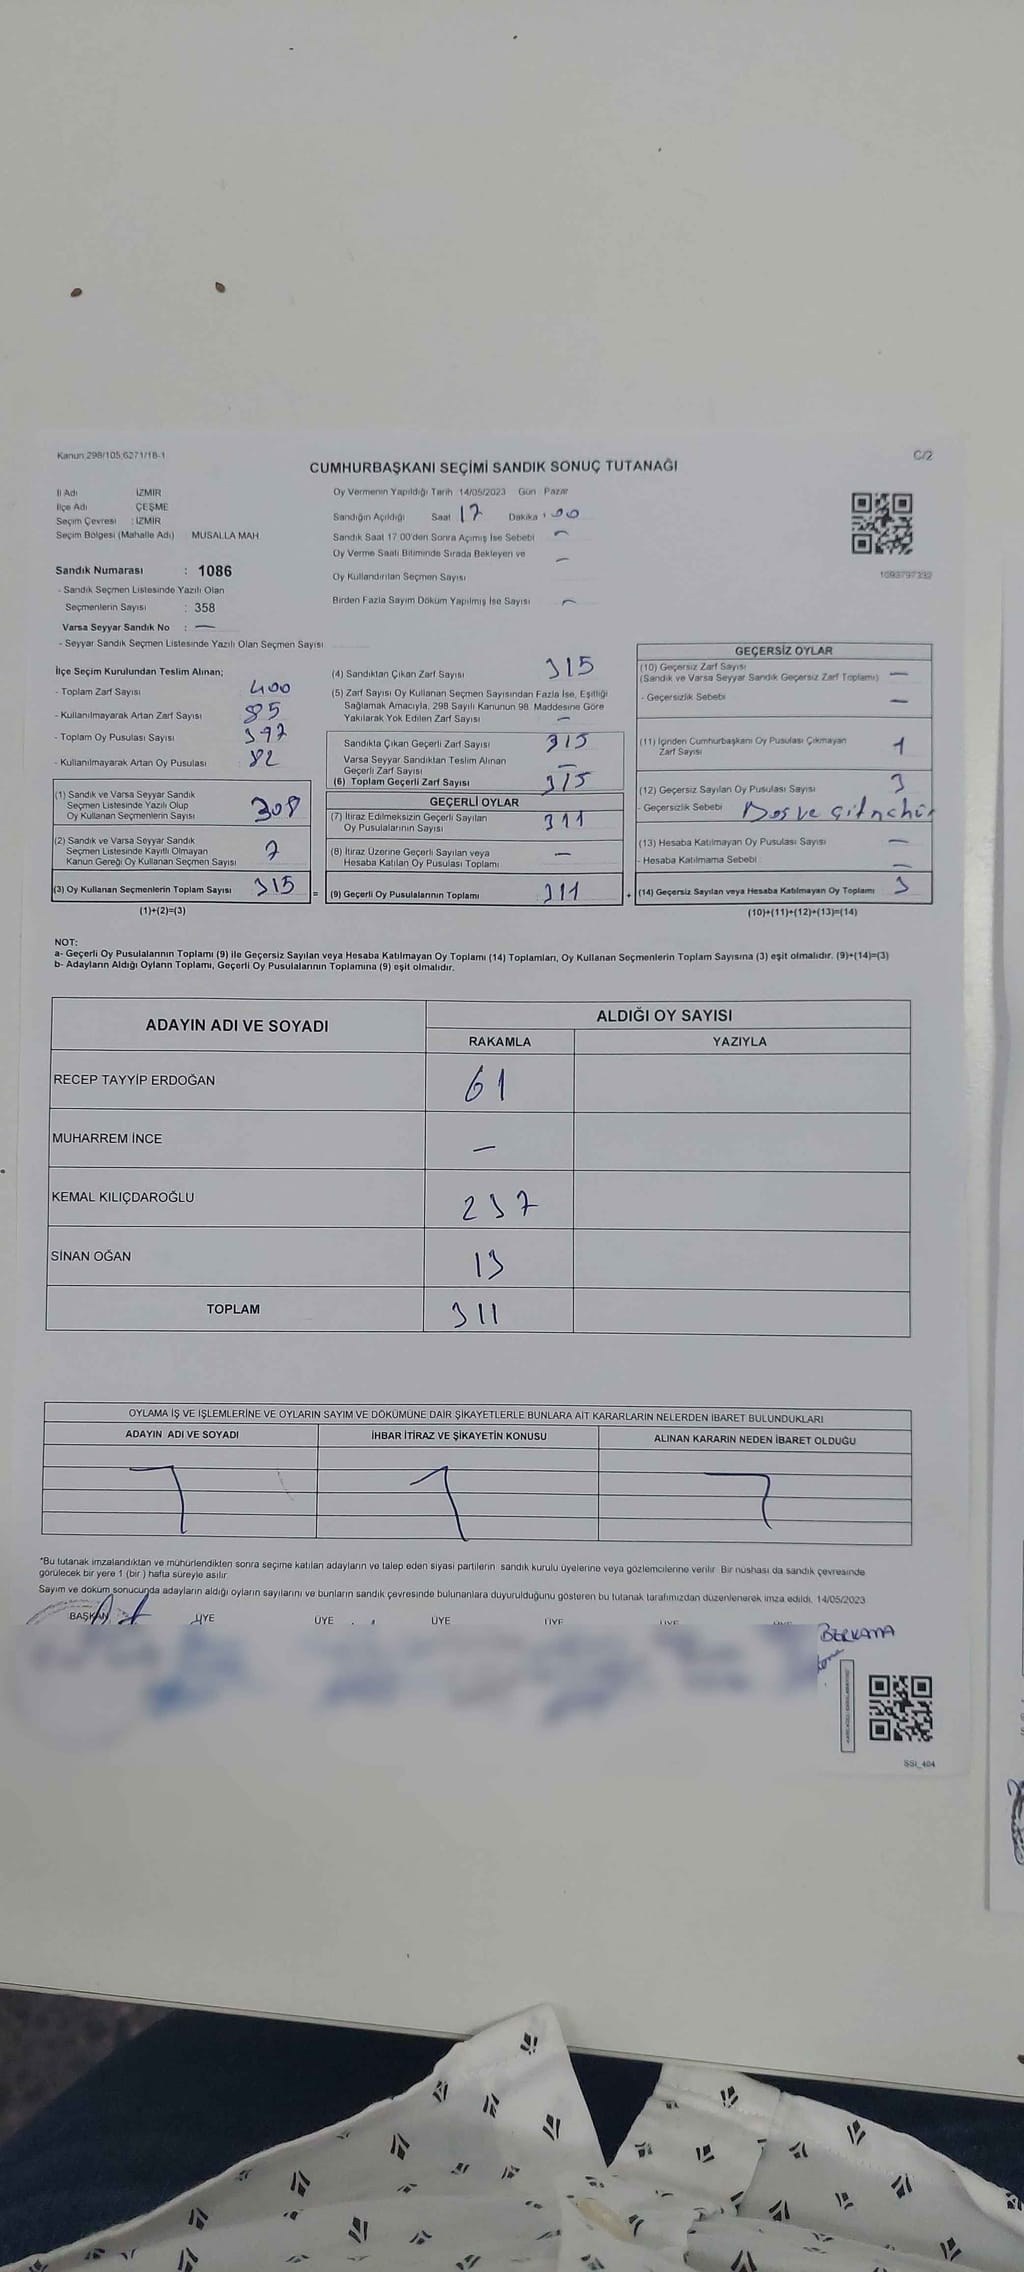 Kanun 298/105,6271/18-1
C/2
CUMHURBAŞKANI SEÇİMİ SANDIK SONUÇ TUTANAĞI
İl Adı İZMİR
İlçe Adı ÇEŞME
Seçim Çevresi : İZMİR
Seçim Bölgesi (Mahalle Adı) MUSALLA MAH
Sandık Numarası : 1086
- Sandık Seçmen Listesinde Yazılı Olan
Seçmenlerin Sayısı : 358
Varsa Seyyar Sandık No : —
- Seyyar Sandık Seçmen Listesinde Yazılı Olan Seçmen Sayısı
Oy Vermenin Yapıldığı Tarih 14/05/2023 Gün Pazar
Sandığın Açıldığı Saat 17 Dakika : 00
Sandık Saat 17.00'den Sonra Açılmış İse Sebebi —
Oy Verme Saati Bitiminde Sırada Bekleyen ve —
Oy Kullandırılan Seçmen Sayısı
Birden Fazla Sayım Döküm Yapılmış İse Sayısı —
1093797332
İlçe Seçim Kurulundan Teslim Alınan;
- Toplam Zarf Sayısı 400
- Kullanılmayarak Artan Zarf Sayısı 85
- Toplam Oy Pusulası Sayısı 397
- Kullanılmayarak Artan Oy Pusulası 82
(1) Sandık ve Varsa Seyyar Sandık
Seçmen Listesinde Yazılı Olup
Oy Kullanan Seçmenlerin Sayısı 308
(2) Sandık ve Varsa Seyyar Sandık
Seçmen Listesinde Kayıtlı Olmayan
Kanun Gereği Oy Kullanan Seçmen Sayısı 7
(3) Oy Kullanan Seçmenlerin Toplam Sayısı 315 =
(1)+(2)=(3)
(4) Sandıktan Çıkan Zarf Sayısı 315
(5) Zarf Sayısı Oy Kullanan Seçmen Sayısından Fazla İse, Eşitliği
Sağlamak Amacıyla, 298 Sayılı Kanunun 98. Maddesine Göre
Yakılarak Yok Edilen Zarf Sayısı —
Sandıkta Çıkan Geçerli Zarf Sayısı 315
Varsa Seyyar Sandıktan Teslim Alınan
Geçerli Zarf Sayısı —
(6) Toplam Geçerli Zarf Sayısı 315
GEÇERLİ OYLAR
(7) İtiraz Edilmeksizin Geçerli Sayılan
Oy Pusulalarının Sayısı 311
(8) İtiraz Üzerine Geçerli Sayılan veya
Hesaba Katılan Oy Pusulası Toplamı —
(9) Geçerli Oy Pusulalarının Toplamı 311 +
GEÇERSİZ OYLAR
(10) Geçersiz Zarf Sayısı
(Sandık ve Varsa Seyyar Sandık Geçersiz Zarf Toplamı) —
- Geçersizlik Sebebi —
(11) İçinden Cumhurbaşkanı Oy Pusulası Çıkmayan
Zarf Sayısı 1
(12) Geçersiz Sayılan Oy Pusulası Sayısı 3
- Geçersizlik Sebebi Boş ve
(13) Hesaba Katılmayan Oy Pusulası Sayısı —
- Hesaba Katılmama Sebebi —
(14) Geçersiz Sayılan veya Hesaba Katılmayan Oy Toplamı 3
(10)+(11)+(12)+(13)=(14)
NOT:
a- Geçerli Oy Pusulalarının Toplamı (9) ile Geçersiz Sayılan veya Hesaba Katılmayan Oy Toplamı (14) Toplamları, Oy Kullanan Seçmenlerin Toplam Sayısına (3) eşit olmalıdır. (9)+(14)=(3)
b- Adayların Aldığı Oyların Toplamı, Geçerli Oy Pusulalarının Toplamına (9) eşit olmalıdır.
ADAYIN ADI VE SOYADI
ALDIĞI OY SAYISI
RAKAMLA YAZIYLA
RECEP TAYYİP ERDOĞAN 61
MUHARREM İNCE —
KEMAL KILIÇDAROĞLU 237
SİNAN OĞAN 13
TOPLAM 311
OYLAMA İŞ VE İŞLEMLERİNE VE OYLARIN SAYIM VE DÖKÜMÜNE DAİR ŞİKAYETLERLE BUNLARA AİT KARARLARIN NELERDEN İBARET BULUNDUKLARI
ADAYIN ADI VE SOYADI İHBAR İTİRAZ VE ŞİKAYETİN KONUSU ALINAN KARARIN NEDEN İBARET OLDUĞU
*Bu tutanak imzalandıktan ve mühürlendikten sonra seçime katılan adayların ve talep eden siyasi partilerin sandık kurulu üyelerine veya gözlemcilerine verilir. Bir nüshası da sandık çevresinde
görülecek bir yere 1 (bir ) hafta süreyle asılır
Sayım ve döküm sonucunda adayların aldığı oyların sayılarını ve bunların sandık çevresinde bulunanlara duyurulduğunu gösteren bu tutanak tarafımızdan düzenlenerek imza edildi. 14/05/2023
BAŞKAN ÜYE ÜYE ÜYE ÜYE ÜYE ÜYE
SSI_404